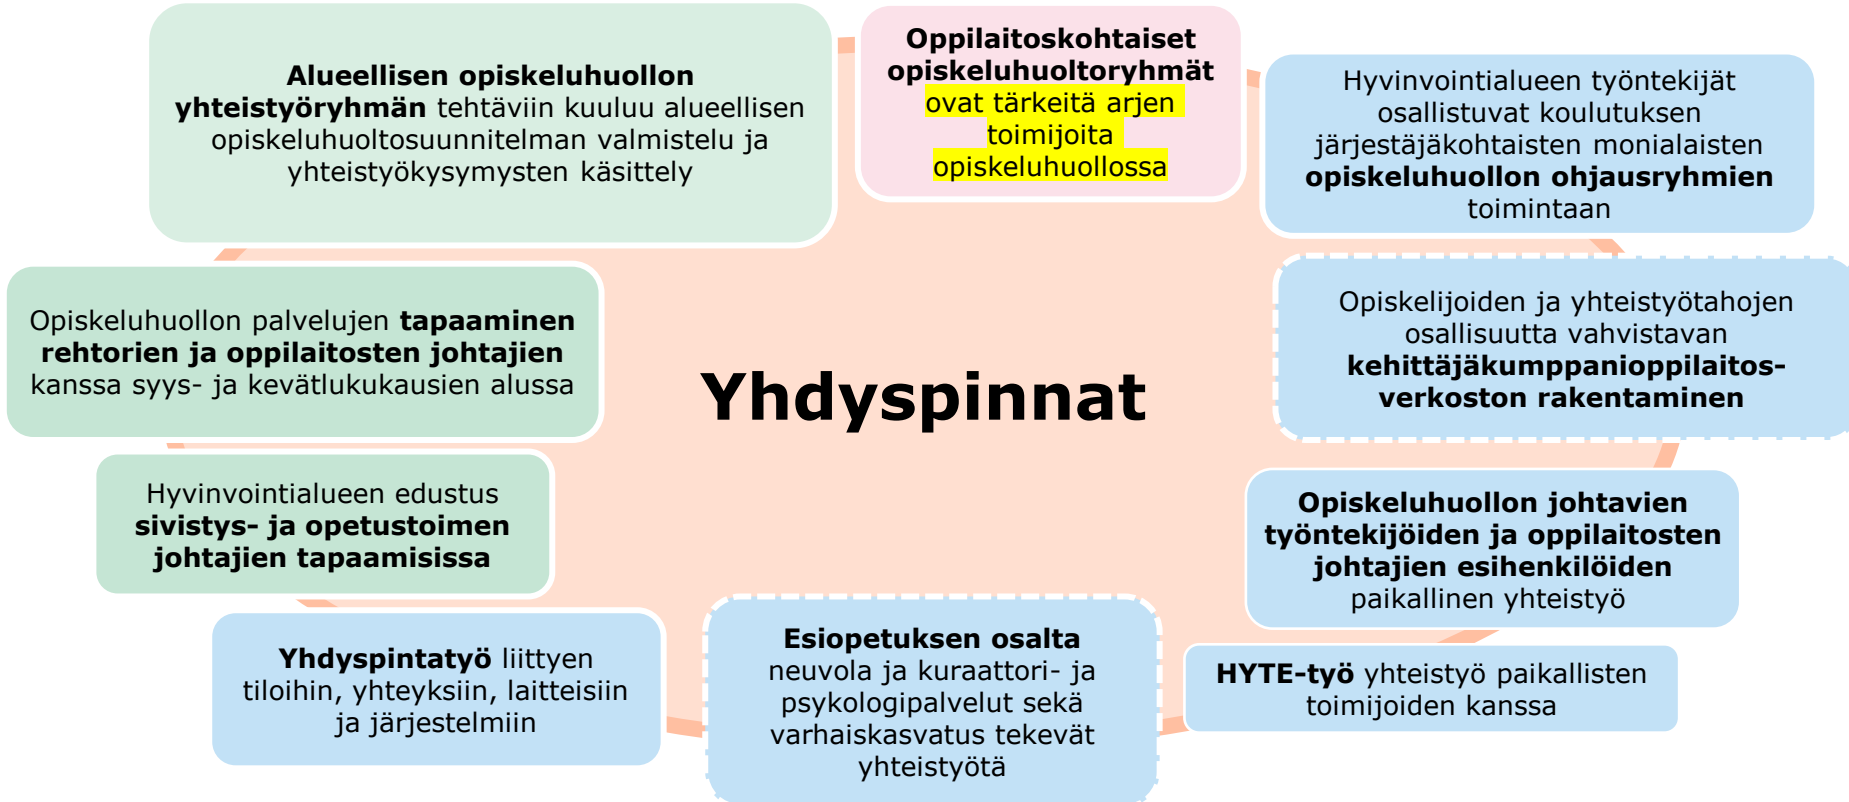 Alueellisen opiskeluhuollon
yhteistyöryhmän tehtäviin kuuluu alueellisen
opiskeluhuoltosuunnitelman valmistelu ja
yhteistyökysymysten käsittely
Oppilaitoskohtaiset
opiskeluhuoltoryhmät
ovat tärkeitä arjen
toimijoita
opiskeluhuollossa
Hyvinvointialueen työntekijät
osallistuvat koulutuksen
järjestäjäkohtaisten monialaisten
opiskeluhuollon ohjausryhmien
toimintaan
Opiskeluhuollon palvelujen tapaaminen
rehtorien ja oppilaitosten johtajien
kanssa syys- ja kevätlukukausien alussa
Yhdyspinnat
Opiskelijoiden ja yhteistyötahojen
osallisuutta vahvistavan
kehittäjäkumppanioppilaitos-
verkoston rakentaminen
Hyvinvointialueen edustus
sivistys- ja opetustoimen
johtajien tapaamisissa
Opiskeluhuollon johtavien
työntekijöiden ja oppilaitosten
johtajien esihenkilöiden
paikallinen yhteistyö
Yhdyspintatyö liittyen
tiloihin, yhteyksiin, laitteisiin
ja järjestelmiin
Esiopetuksen osalta
neuvola ja kuraattori- ja
psykologipalvelut sekä
varhaiskasvatus tekevät
yhteistyötä
HYTE-työ yhteistyö paikallisten
toimijoiden kanssa